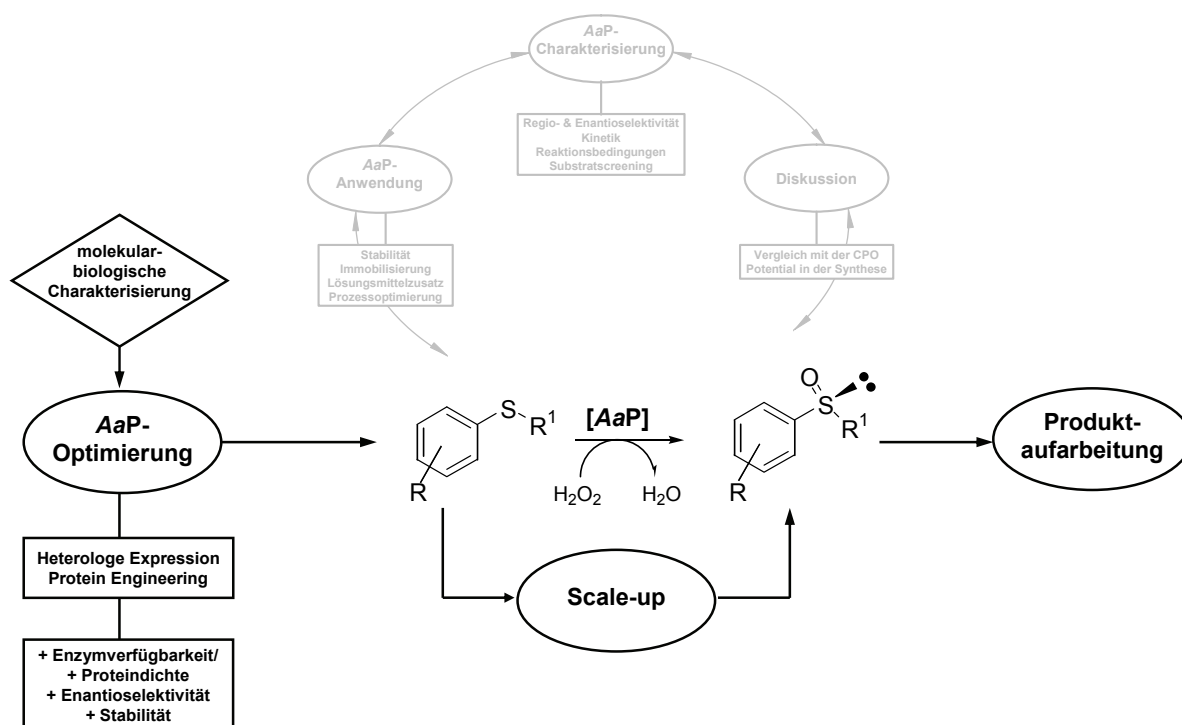 AaP-
Charakterisierung
Regio- & Enantioselektivität
Kinetik
Reaktionsbedingungen
Substratscreening
AaP-
Anwendung
Diskussion
Stabilität
Immobilisierung
Lösungsmittelzusatz
Prozessoptimierung
Vergleich mit der CPO
Potential in der Synthese
molekular-
biologische
Charakterisierung
AaP-
Optimierung
S
R¹
R
[AaP]
H₂O₂
H₂O
O
S
R¹
R
Produkt-
aufarbeitung
Scale-up
Heterologe Expression
Protein Engineering
+ Enzymverfügbarkeit/
+ Proteindichte
+ Enantioselektivität
+ Stabilität